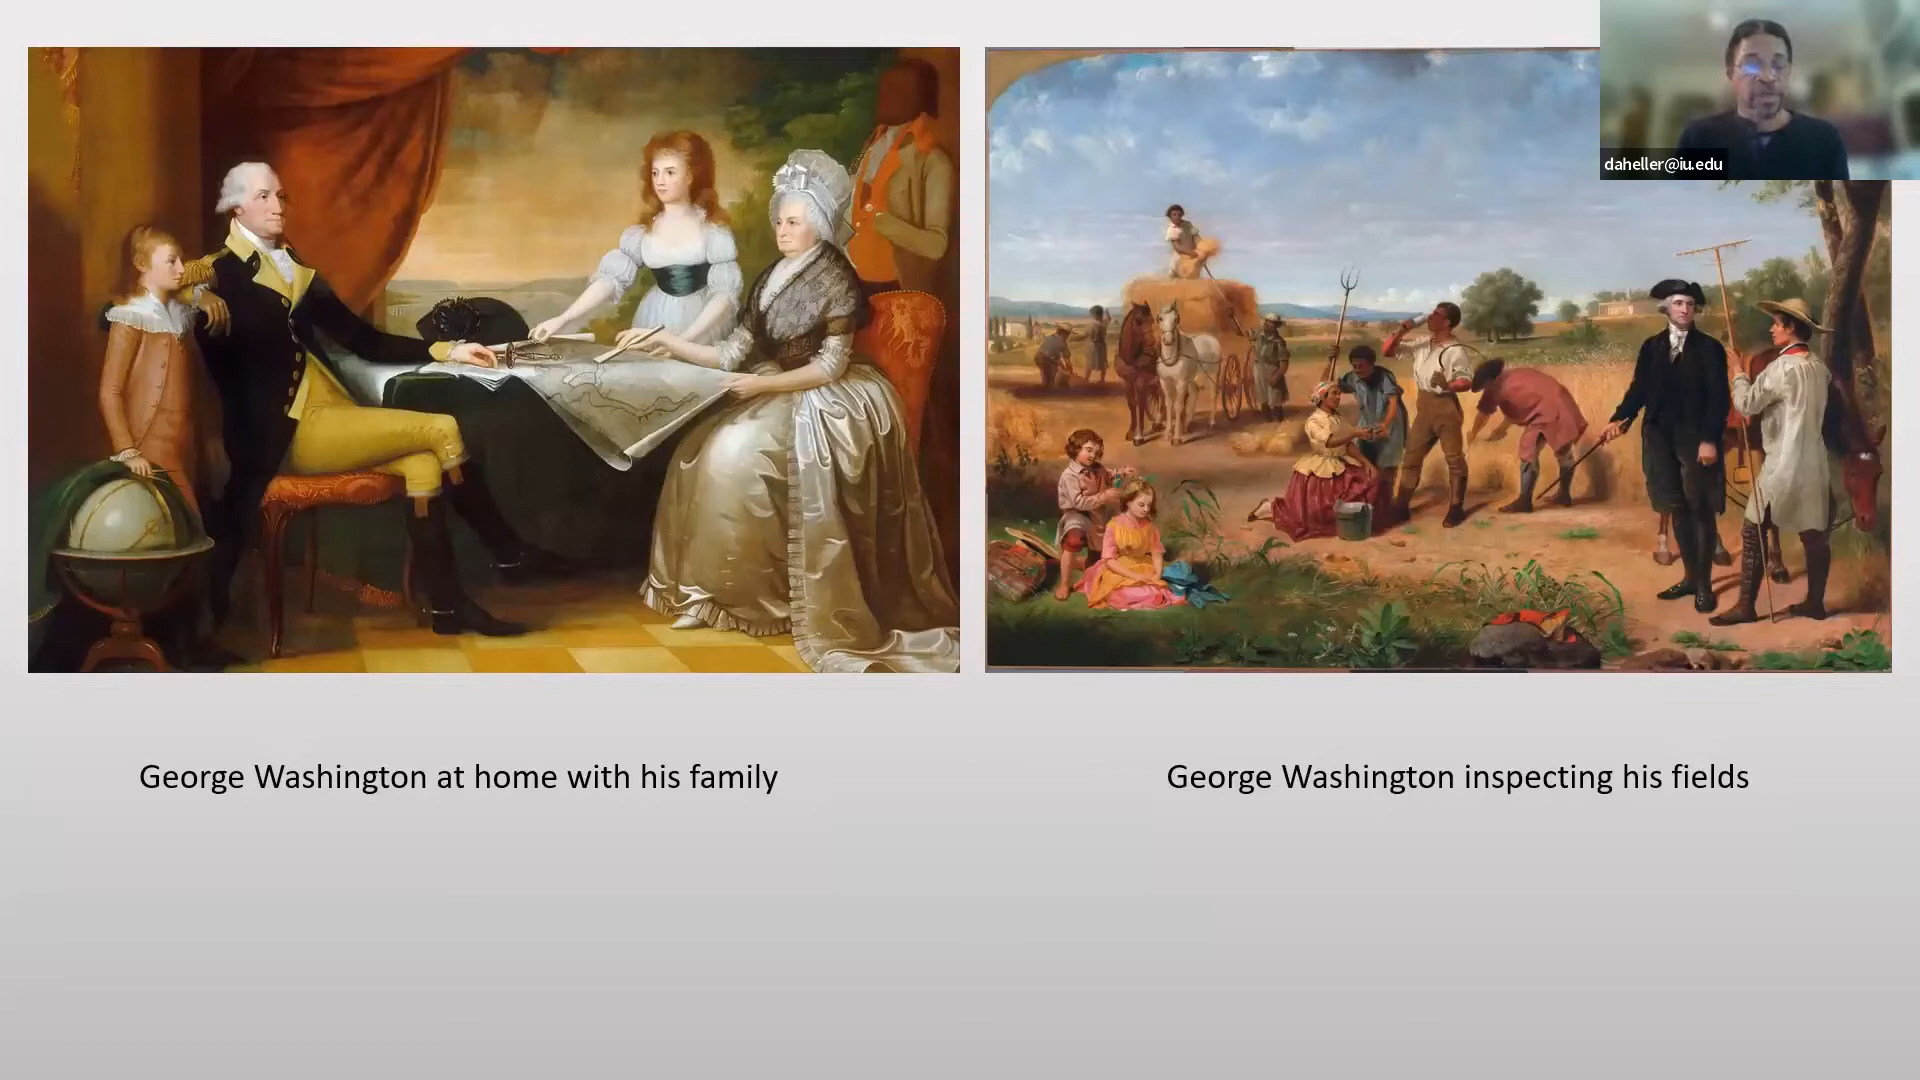 daheller@iu.edu
George Washington at home with his family
George Washington inspecting his fields